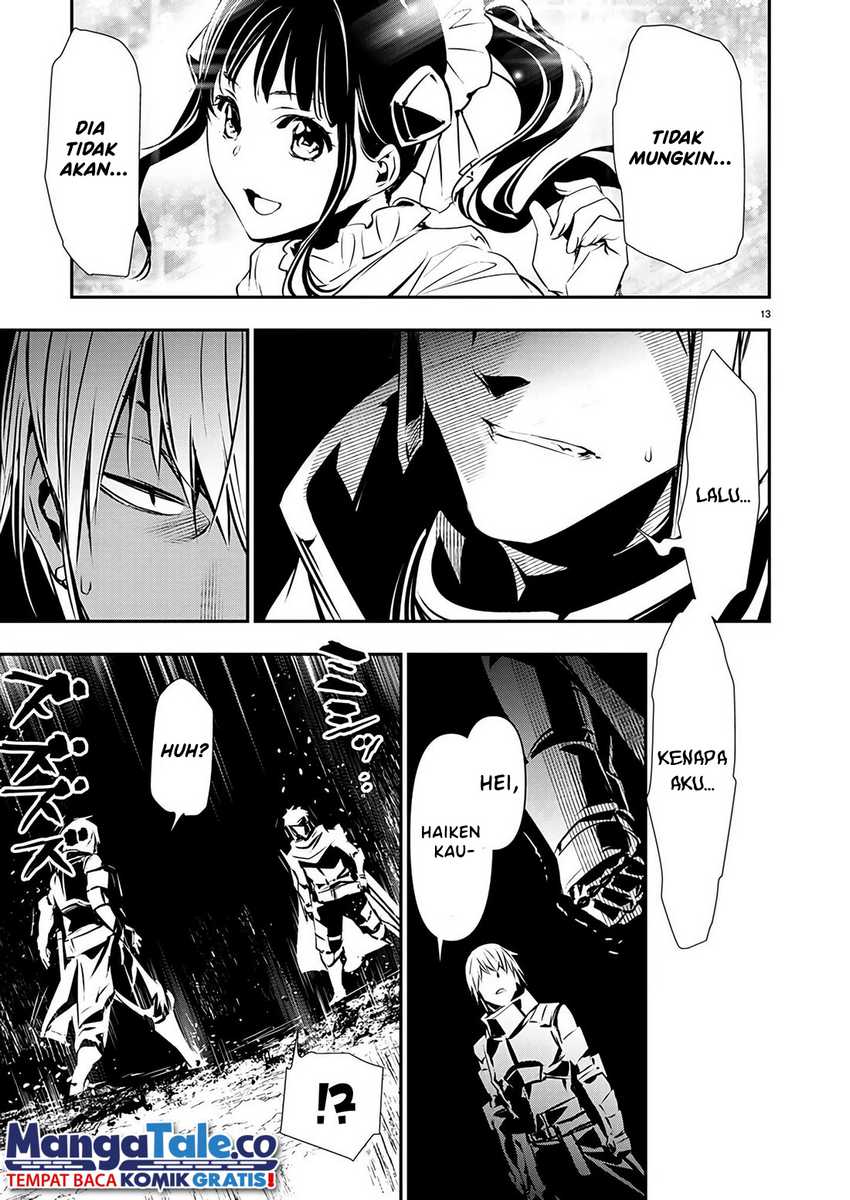 TIDAK
MUNGKIN...
DIA
TIDAK
AKAN...
13
LALU...
KENAPA
AKU...
HEI,
HAIKEN
KAU-
HUH?
!?
MangaTale.co
TEMPAT BACA KOMIK GRATIS!